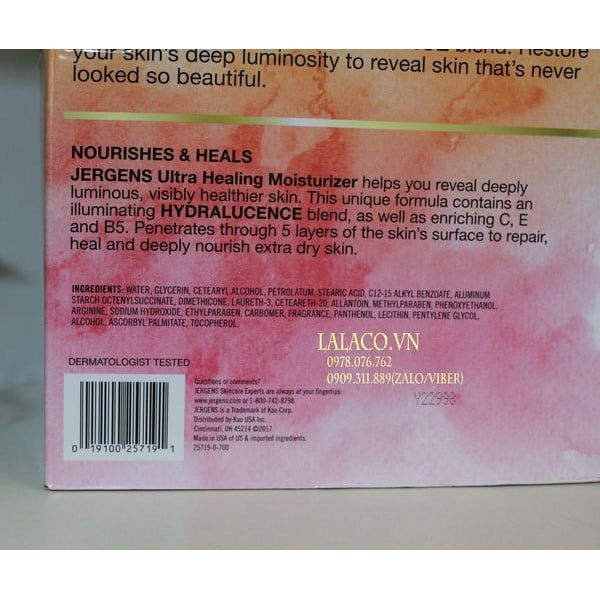 blend. Restore
your skin's deep luminosity to reveal skin that's never
looked so beautiful.
NOURISHES & HEALS
JERGENS Ultra Healing Moisturizer helps you reveal deeply
luminous, visibly healthier skin. This unique formula contains an
illuminating HYDRALUCENCE blend, as well as enriching C, E
and B5. Penetrates through 5 layers of the skin's surface to repair,
heal and deeply nourish extra dry skin.
INGREDIENTS: WATER, GLYCERIN, CETEARYL ALCOHOL, PETROLATUM, STEARIC ACID, C12-15 ALKYL BENZOATE, ALUMINUM
STARCH OCTENYLSUCCINATE, DIMETHICONE, LAURETH-3, CETEARETH-20, ALLANTOIN, METHYLPARABEN, PHENOXYETHANOL,
ARGININE, SODIUM HYDROXIDE, ETHYLPARABEN, CARBOMER, FRAGRANCE, PANTHENOL, LECITHIN, PENTYLENE GLYCOL,
ALCOHOL, ASCORBYL PALMITATE, TOCOPHEROL.
LALACO.VN
0978.076.762
0909.311.889(ZALO/VIBER)
DERMATOLOGIST TESTED
Questions or comments?
JERGENS Skincare Experts are always at your fingertips:
www.jergens.com or 1-800-742-8798.
JERGENS is a Trademark of Kao Corp.
Distributed by Kao USA Inc.
Cincinnati, OH 45214 ©2017
Made in USA of US & imported ingredients.
25719-0-700
Y22998
0 19100 25719 1